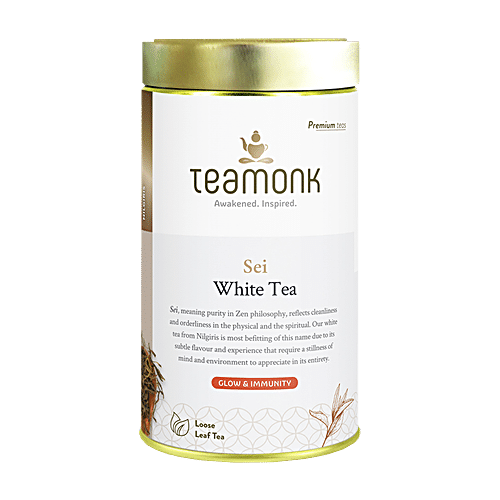 Premium teas
teamonk
Awakened. Inspired.
NILGIRIS
Sei
White Tea
Sei, meaning purity in Zen philosophy, reflects cleanliness
and orderliness in the physical and the spiritual. Our white
tea from Nilgiris is most befitting of this name due to its
subtle flavour and experience that require a stillness of
mind and environment to appreciate in its entirety.
GLOW & IMMUNITY
Loose
Leaf Tea